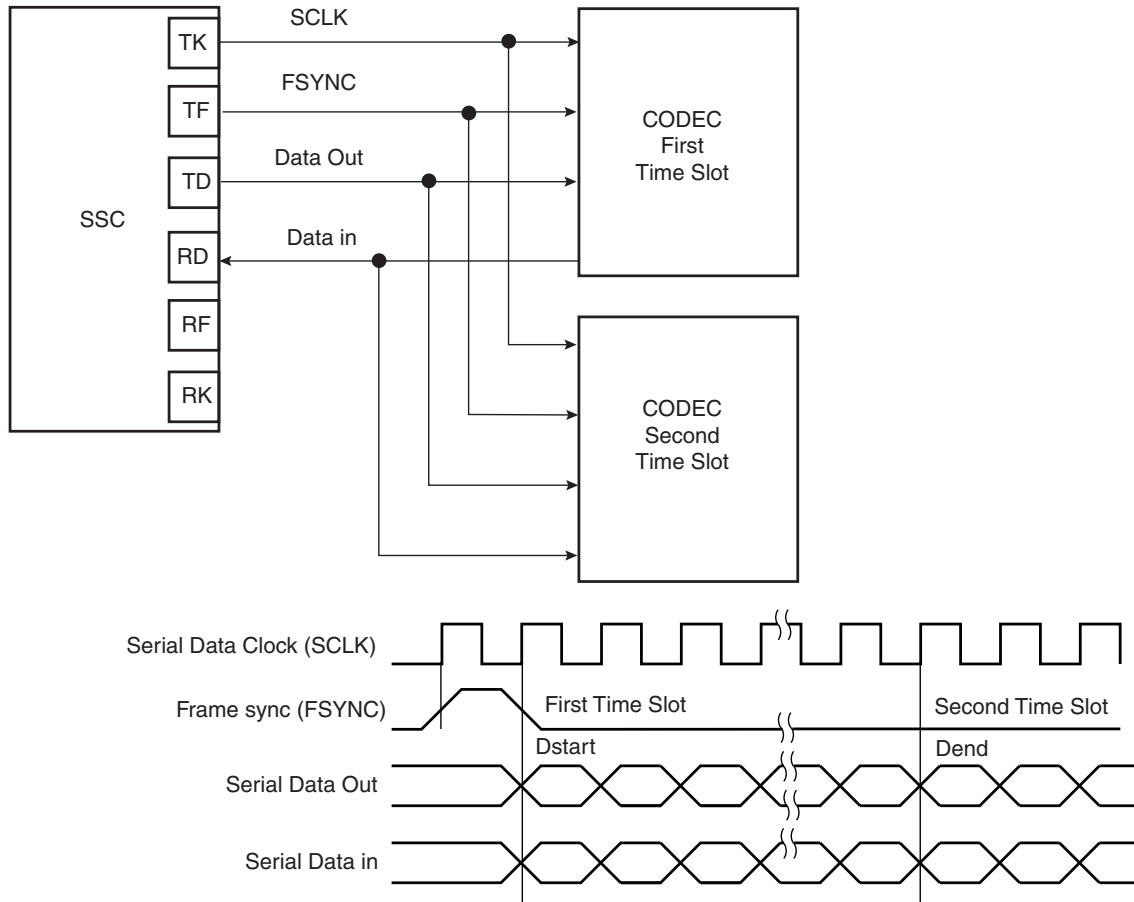 SCLK
TK
FSYNC
TF
CODEC
First
Time Slot
Data Out
TD
SSC
Data in
RD
RF
RK
CODEC
Second
Time Slot
Serial Data Clock (SCLK)
First Time Slot
Second Time Slot
Frame sync (FSYNC)
Dstart
Dend
Serial Data Out
Serial Data in